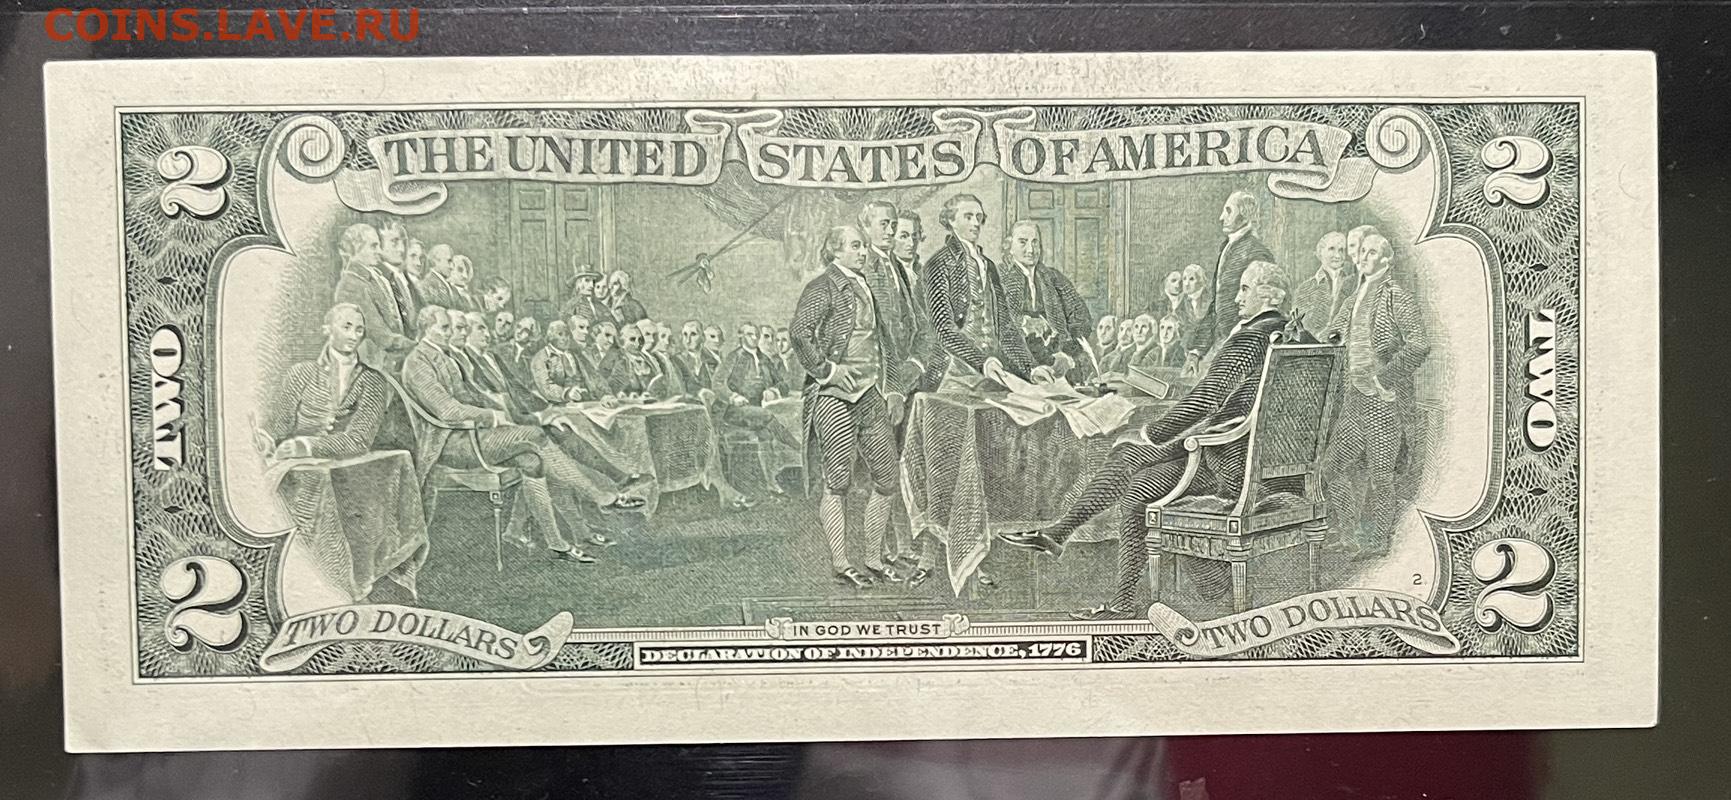 COINS.LAVE.RU
THE UNITED STATES OF AMERICA
2
2
TWO
TWO
2
2
2
TWO DOLLARS
IN GOD WE TRUST
TWO DOLLARS
DECLARATION OF INDEPENDENCE, 1776